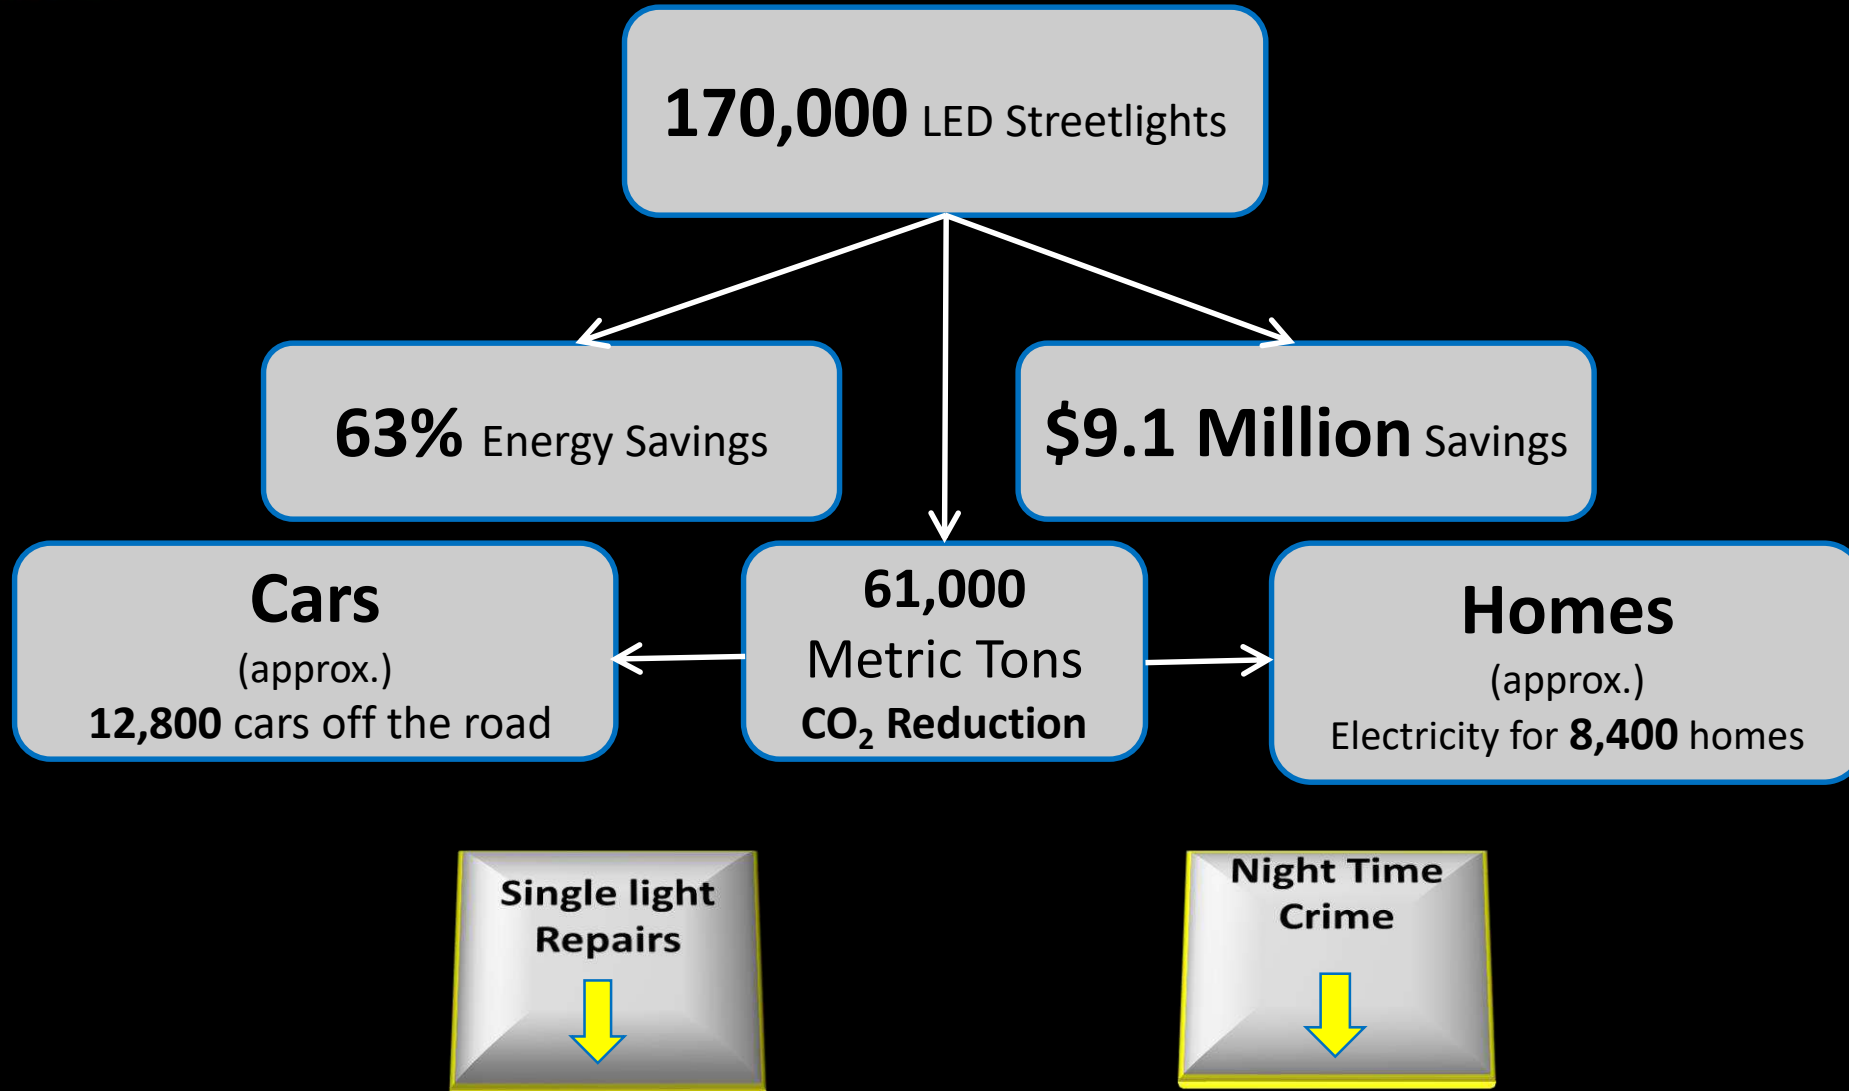 170,000 LED Streetlights
63% Energy Savings
$9.1 Million Savings
Cars
(approx.)
12,800 cars off the road
61,000
Metric Tons
CO₂ Reduction
Homes
(approx.)
Electricity for 8,400 homes
Single light
Repairs
Night Time
Crime